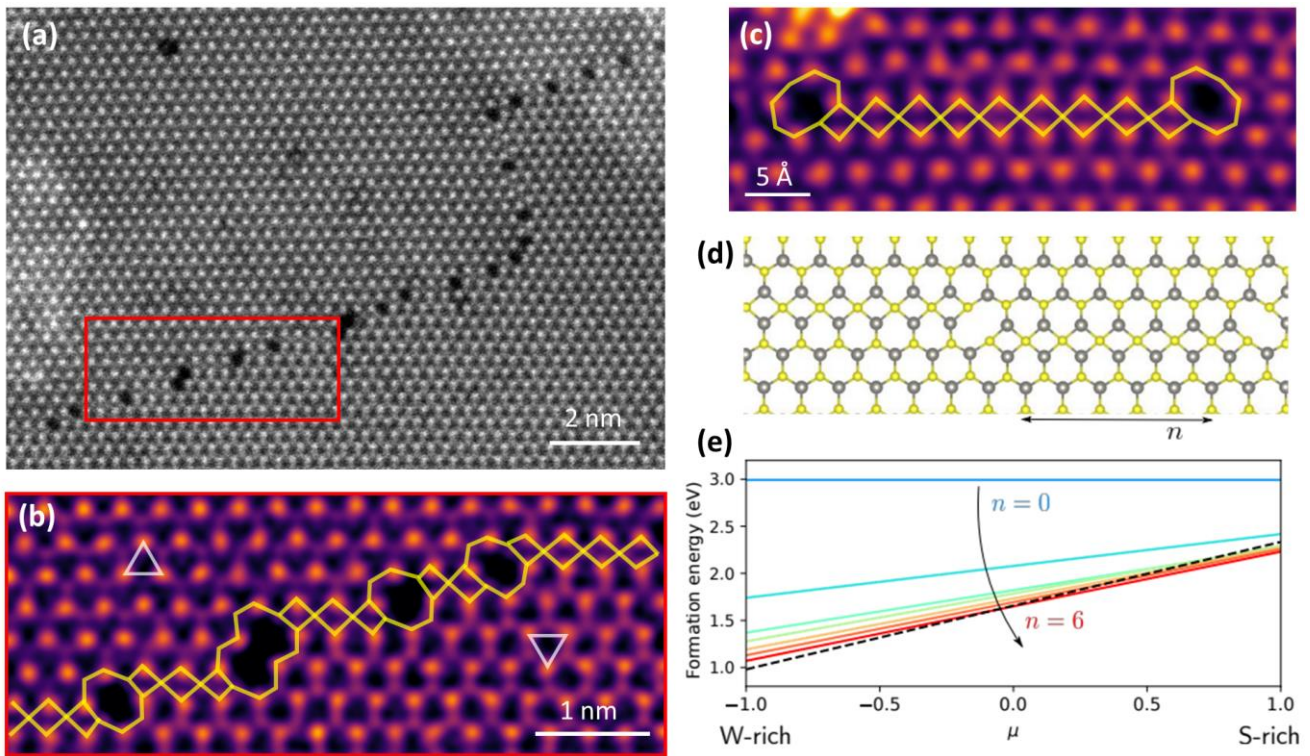 (a)
2 nm
(b)
1 nm
(c)
5 Å
(d)
n
(e)
Formation energy (eV)
3.0
2.5
2.0
1.5
1.0
n = 0
n = 6
−1.0 −0.5 0.0 0.5 1.0
W-rich μ S-rich